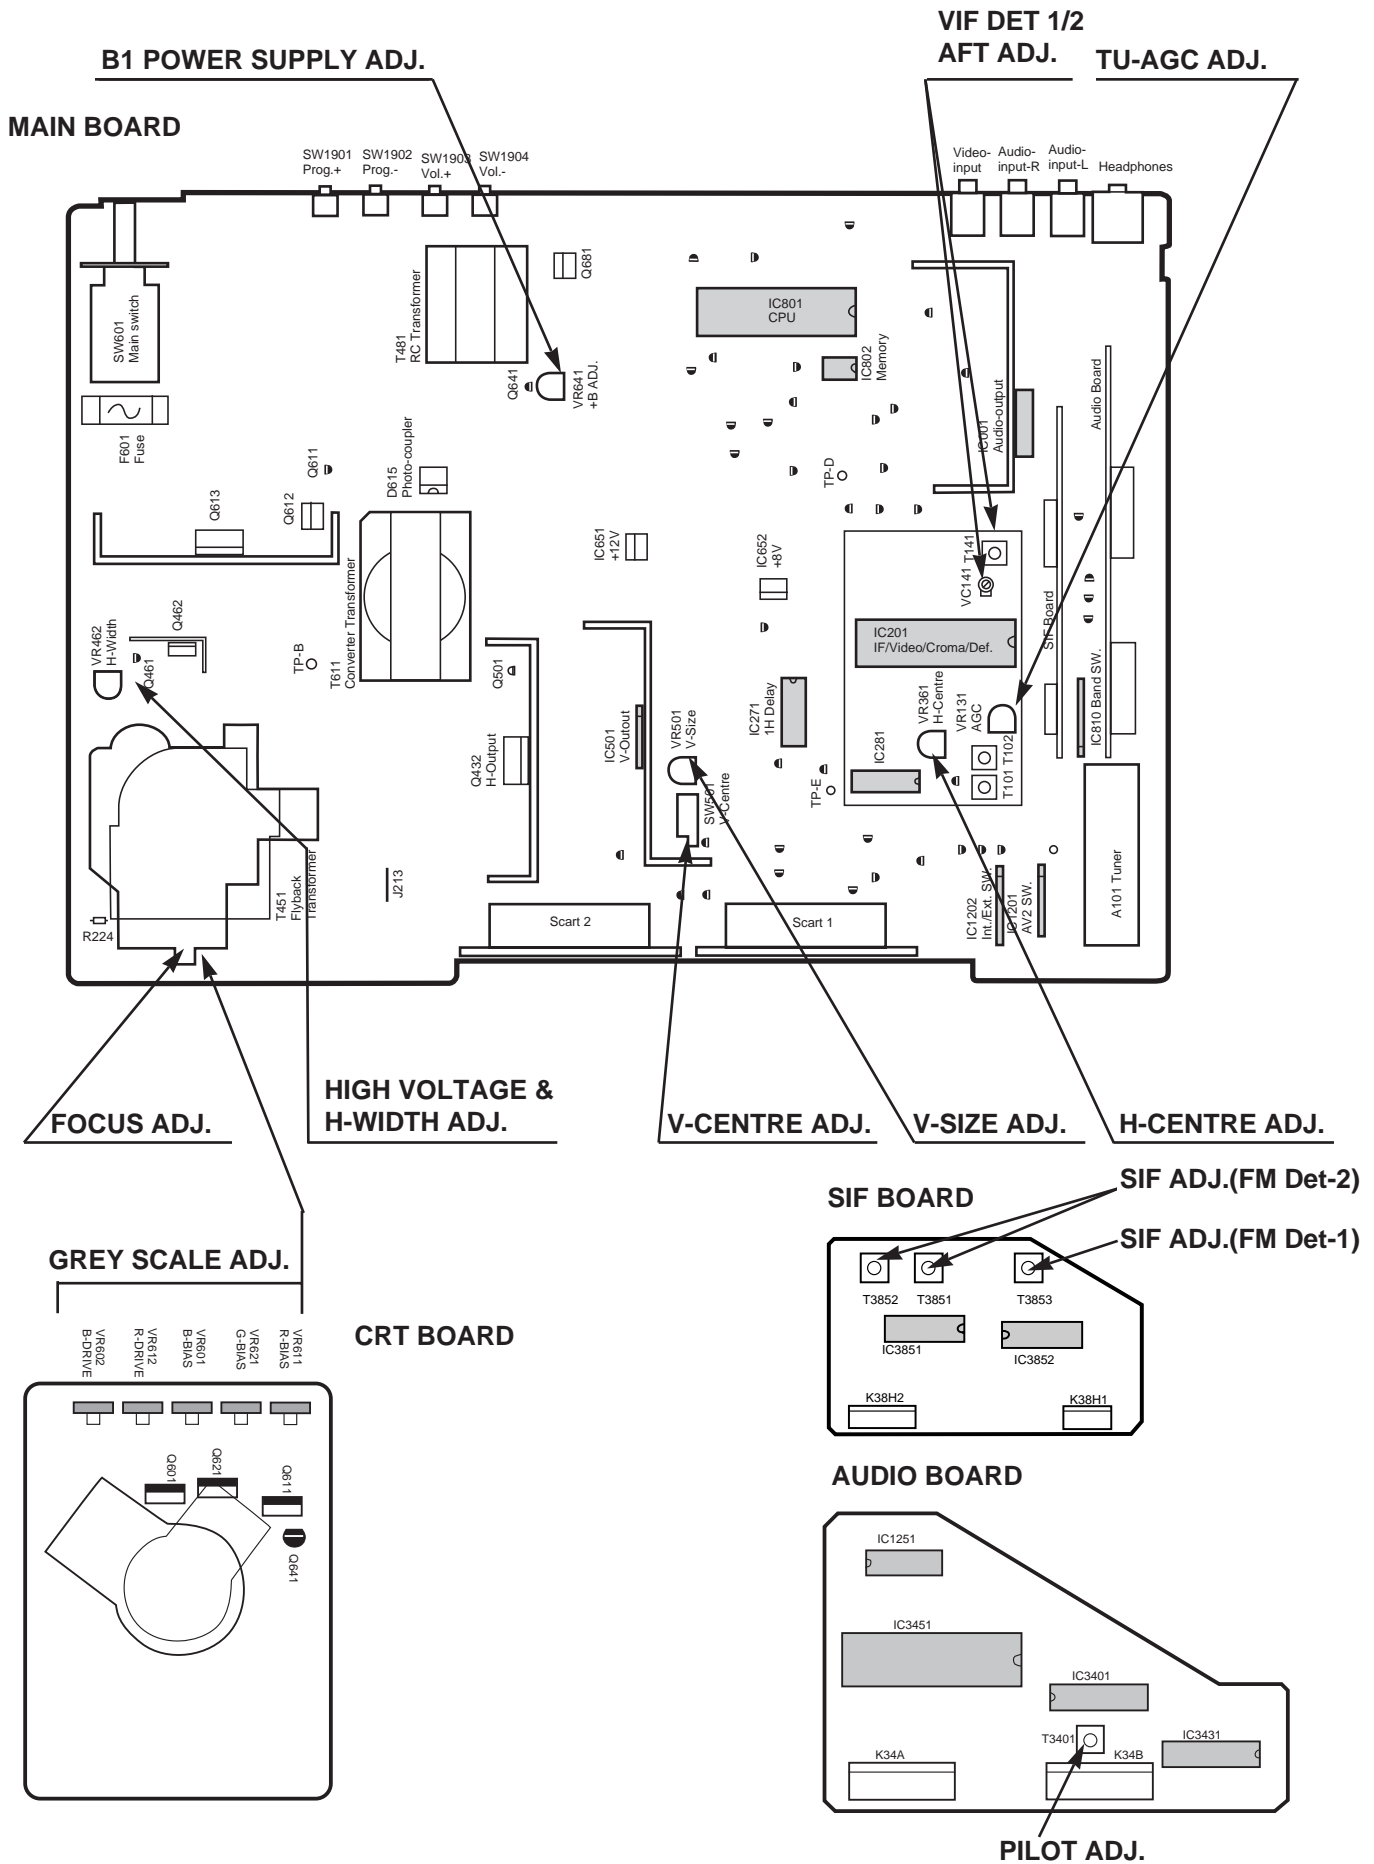 VIF DET 1/2
AFT ADJ.
TU-AGC ADJ.
B1 POWER SUPPLY ADJ.
MAIN BOARD
SW1901
Prog.+
SW1902
Prog.-
SW1903
Vol.+
SW1904
Vol.-
Video-
input
Audio-
input-R
Audio-
input-L
Headphones
SW601
Main switch
T481
RC Transformer
Q681
IC801
CPU
IC802
Memory
Q641
VR641
+B ADJ.
F601
Fuse
IC001
Audio-output
Audio Board
Q611
D615
Photo-coupler
TP-D
Q613
Q612
IC651
+12V
IC652
+8V
T141
VC141
SIF Board
IC201
IF/Video/Croma/Def.
VR462
H-Width
Q461
Q462
TP-B
T611
Converter Transformer
Q501
IC501
V-Outout
VR501
V-Size
IC271
1H Delay
VR361
H-Centre
VR131
AGC
IC810 Band SW.
Q432
H-Output
IC281
T101
T102
SW501
V-Centre
TP-E
T451
Flyback
Transformer
J213
R224
Scart 2
Scart 1
IC1202
Int./Ext. SW.
IC1201
AV2 SW.
A101 Tuner
FOCUS ADJ.
HIGH VOLTAGE &
H-WIDTH ADJ.
V-CENTRE ADJ.
V-SIZE ADJ.
H-CENTRE ADJ.
SIF BOARD
SIF ADJ.(FM Det-2)
SIF ADJ.(FM Det-1)
T3852
T3851
T3853
IC3851
IC3852
K38H2
K38H1
GREY SCALE ADJ.
CRT BOARD
VR602
B-DRIVE
VR612
R-DRIVE
VR601
B-BIAS
VR621
G-BIAS
VR611
R-BIAS
Q601
Q621
Q611
Q641
AUDIO BOARD
IC1251
IC3451
IC3401
T3401
IC3431
K34A
K34B
PILOT ADJ.